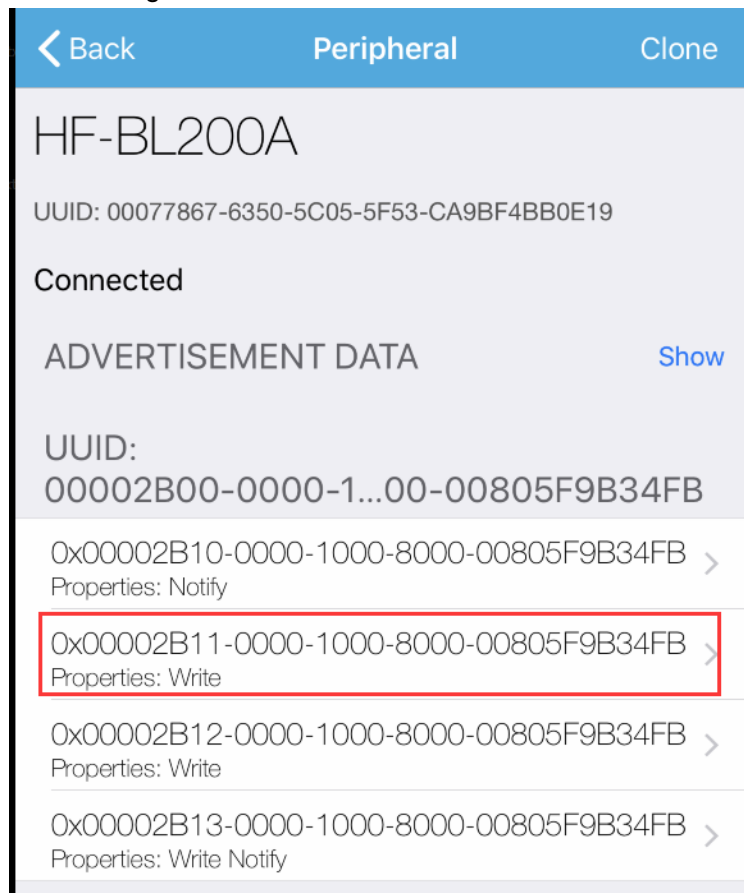 Back Peripheral Clone
HF-BL200A
UUID: 00077867-6350-5C05-5F53-CA9BF4BB0E19
Connected
ADVERTISEMENT DATA Show
UUID:
00002B00-0000-1...00-00805F9B34FB
0x00002B10-0000-1000-8000-00805F9B34FB
Properties: Notify
0x00002B11-0000-1000-8000-00805F9B34FB
Properties: Write
0x00002B12-0000-1000-8000-00805F9B34FB
Properties: Write
0x00002B13-0000-1000-8000-00805F9B34FB
Properties: Write Notify